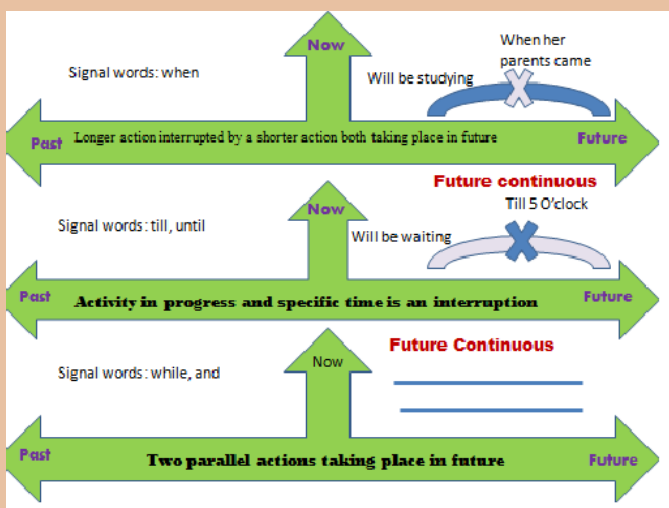 Now
When her
parents came
Signal words: when
Will be studying
Past
Longer action interrupted by a shorter action both taking place in future
Future
Future continuous
Now
Till 5 O'clock
Signal words: till, until
Will be waiting
Past
Activity in progress and specific time is an interruption
Future
Future Continuous
Now
Signal words: while, and
Past
Two parallel actions taking place in future
Future